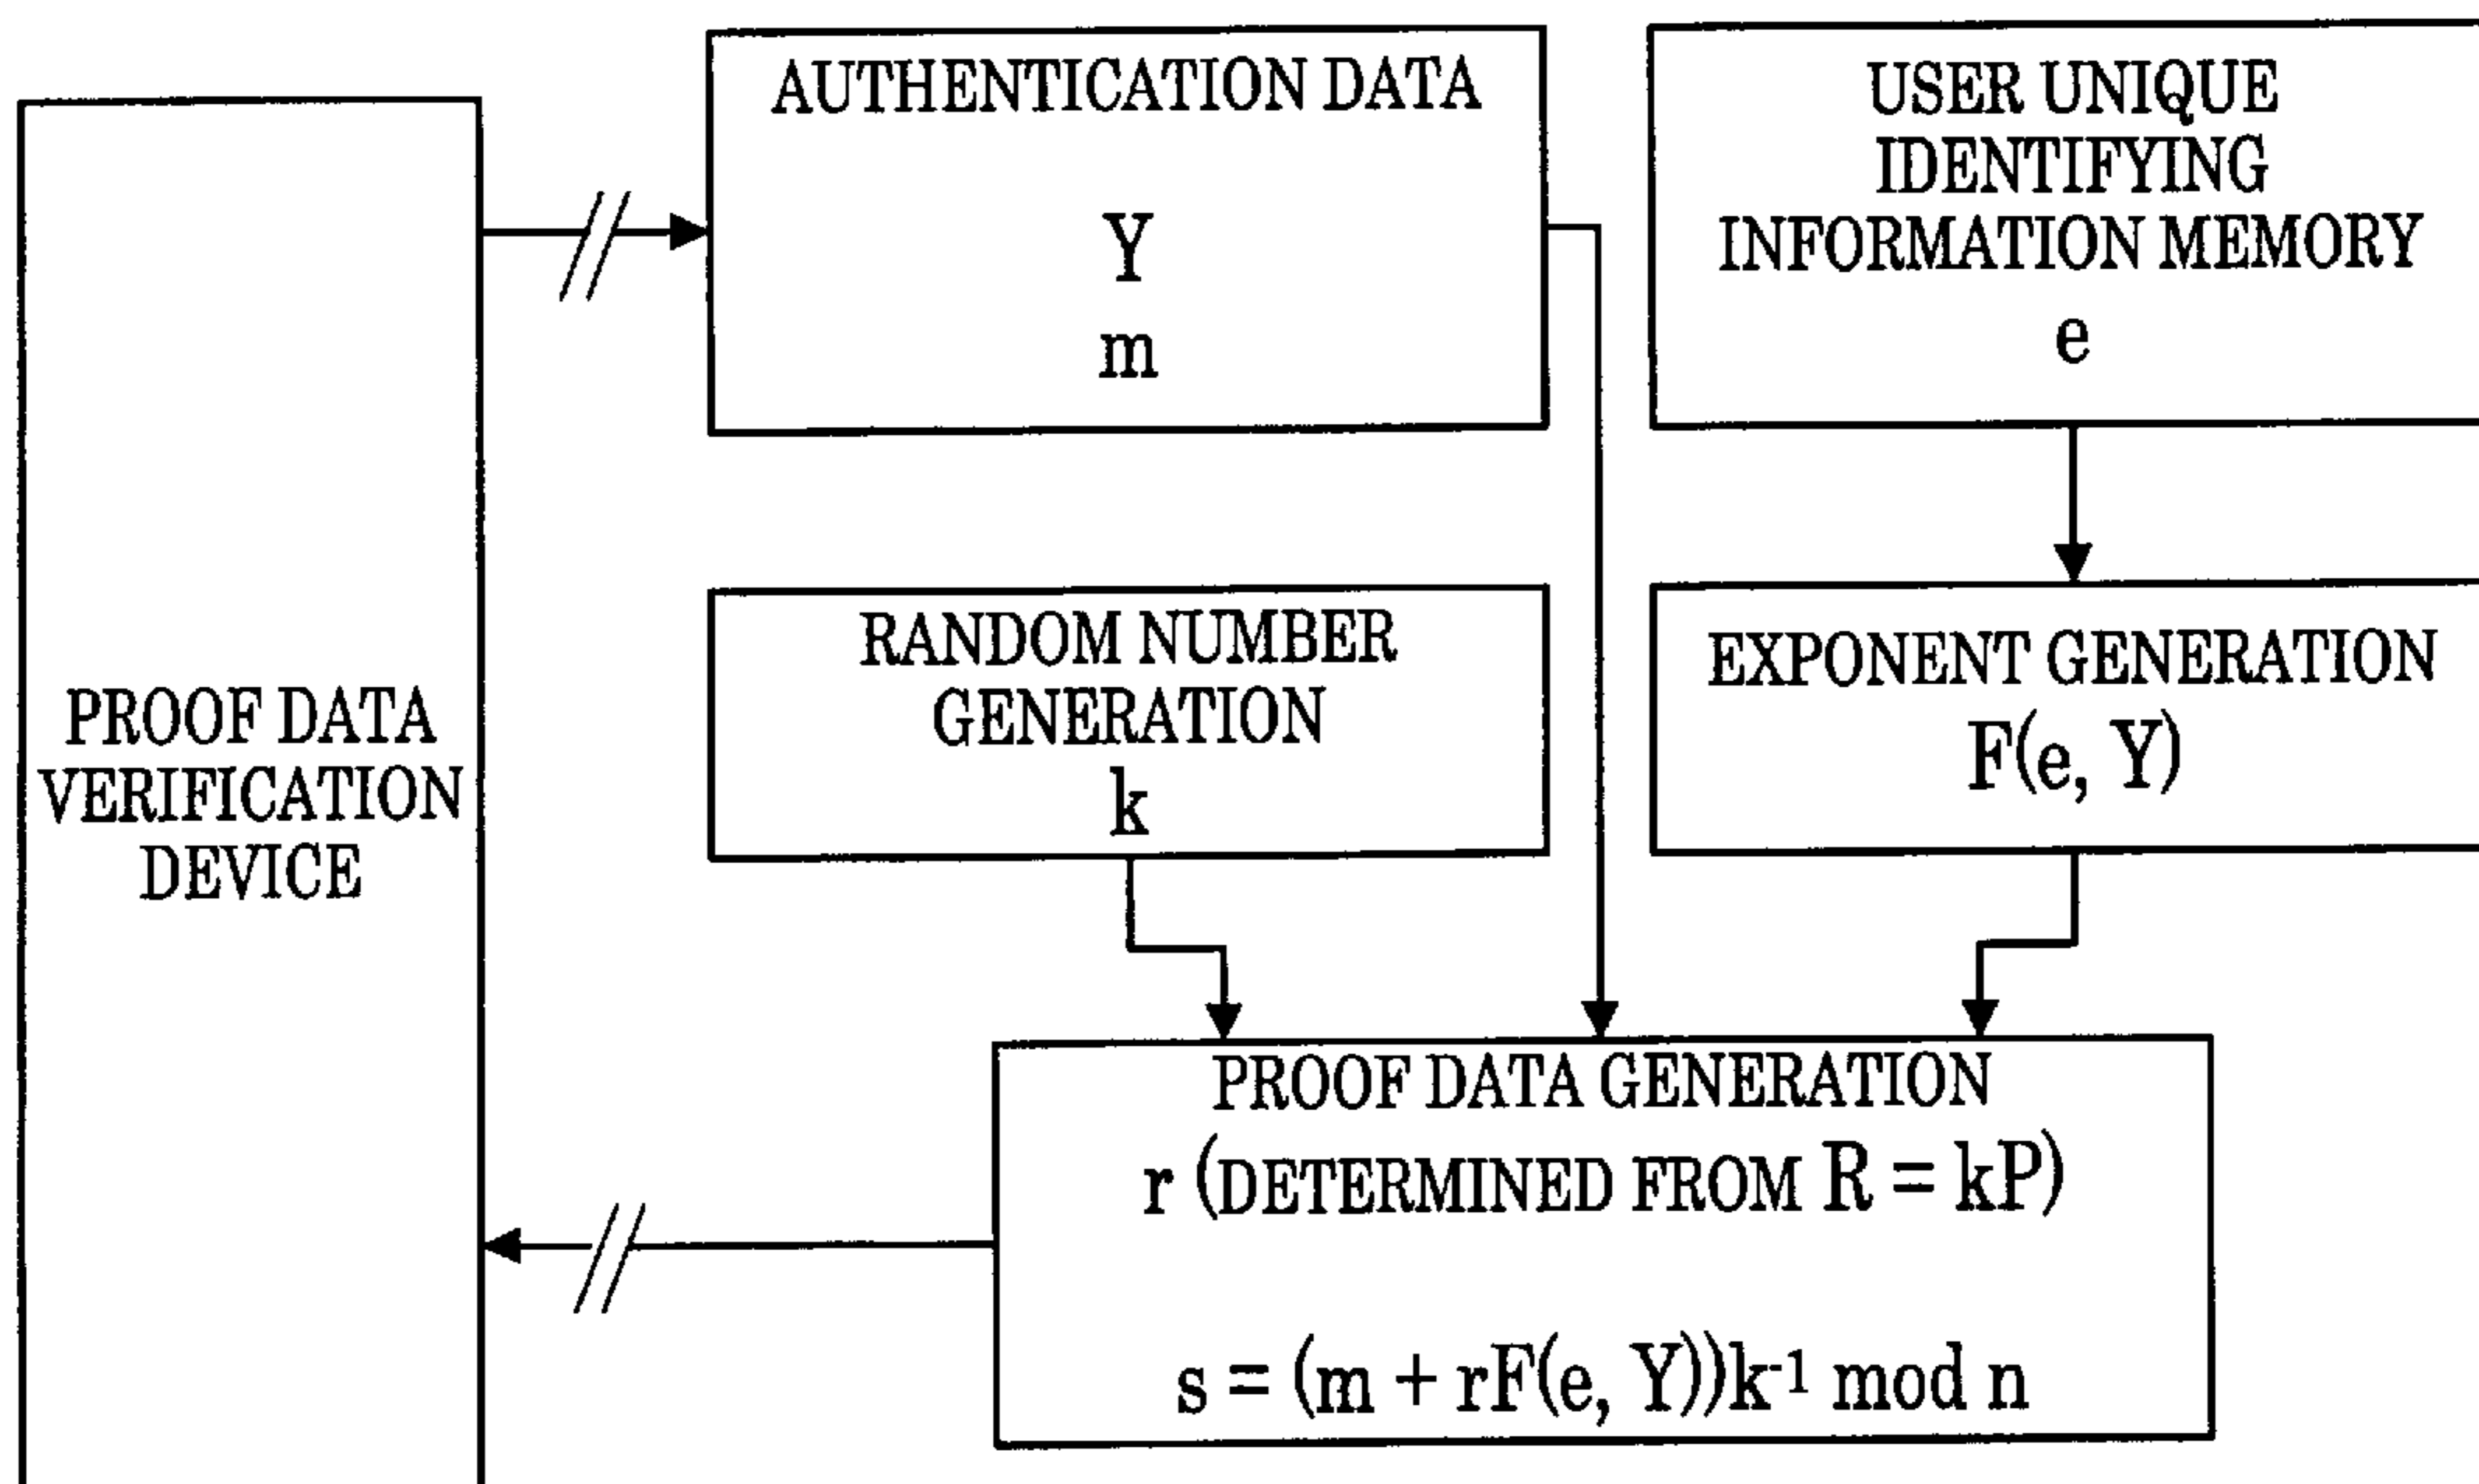 PROOF DATA
VERIFICATION
DEVICE
AUTHENTICATION DATA
Y
m
USER UNIQUE
IDENTIFYING
INFORMATION MEMORY
e
RANDOM NUMBER
GENERATION
k
EXPONENT GENERATION
F(e, Y)
PROOF DATA GENERATION
r (DETERMINED FROM R = kP)
s = (m + rF(e, Y))k⁻¹ mod n